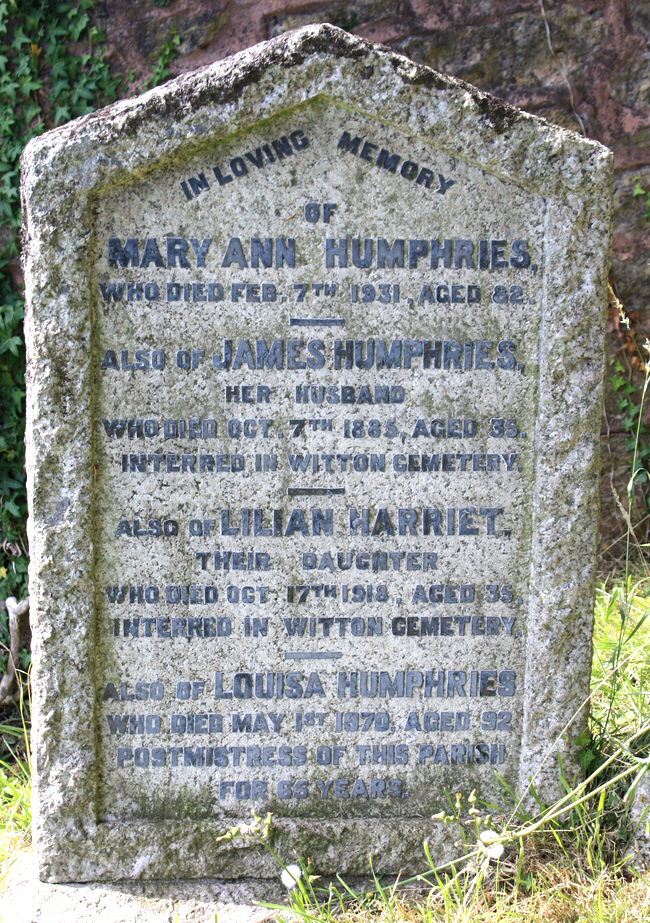 IN LOVING MEMORY
OF
MARY ANN HUMPHRIES,
WHO DIED FEB. 7TH 1931, AGED 82.
ALSO OF JAMES HUMPHRIES,
HER HUSBAND
WHO DIED OCT. 7TH 1885, AGED 35.
INTERRED IN WITTON CEMETERY.
ALSO OF LILIAN HARRIET,
THEIR DAUGHTER
WHO DIED OCT. 17TH 1918, AGED 35,
INTERRED IN WITTON CEMETERY,
ALSO OF LOUISA HUMPHRIES
WHO DIED MAY 1ST 1970, AGED 92
POSTMISTRESS OF THIS PARISH
FOR 65 YEARS.